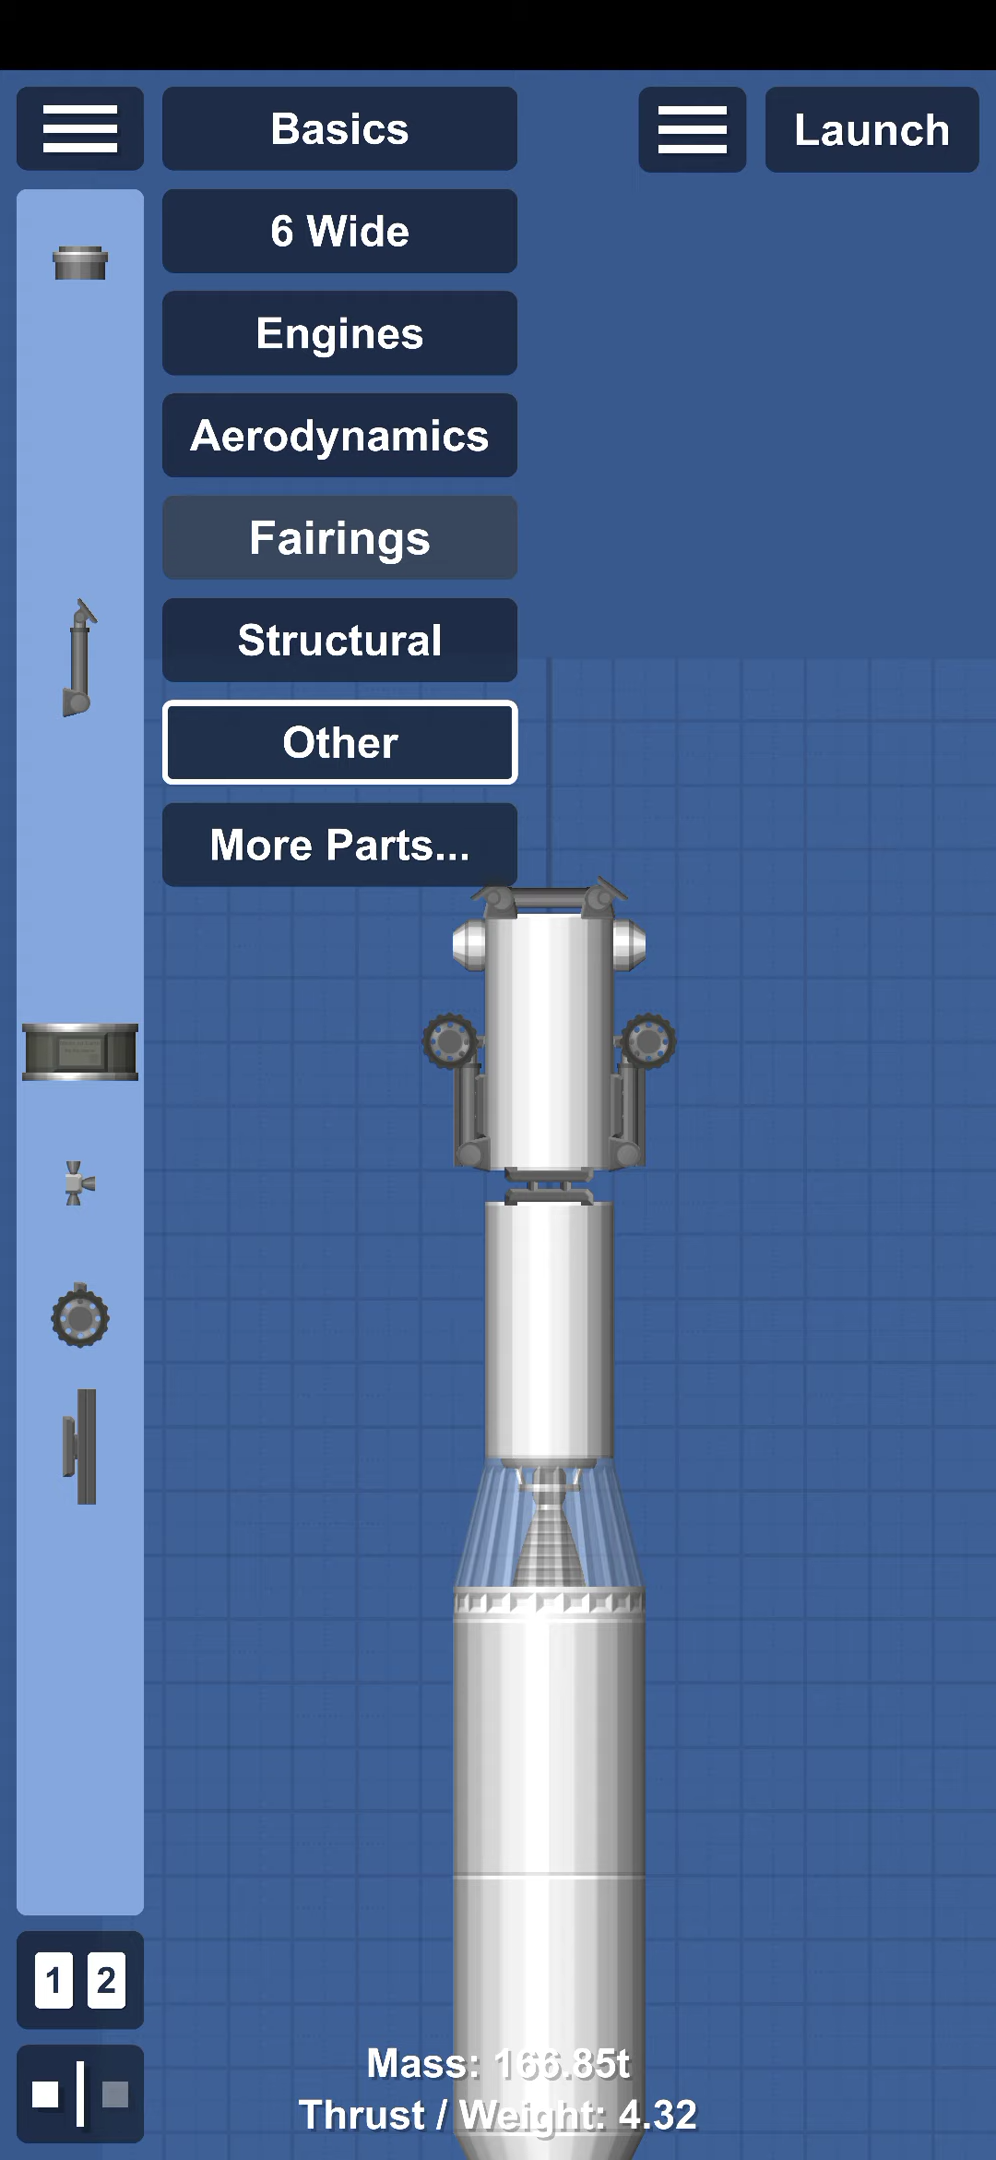 Basics
Launch
6 Wide
Engines
Aerodynamics
Fairings
Structural
Other
More Parts...
1 2
Mass: 166.85t
Thrust / Weight: 4.32